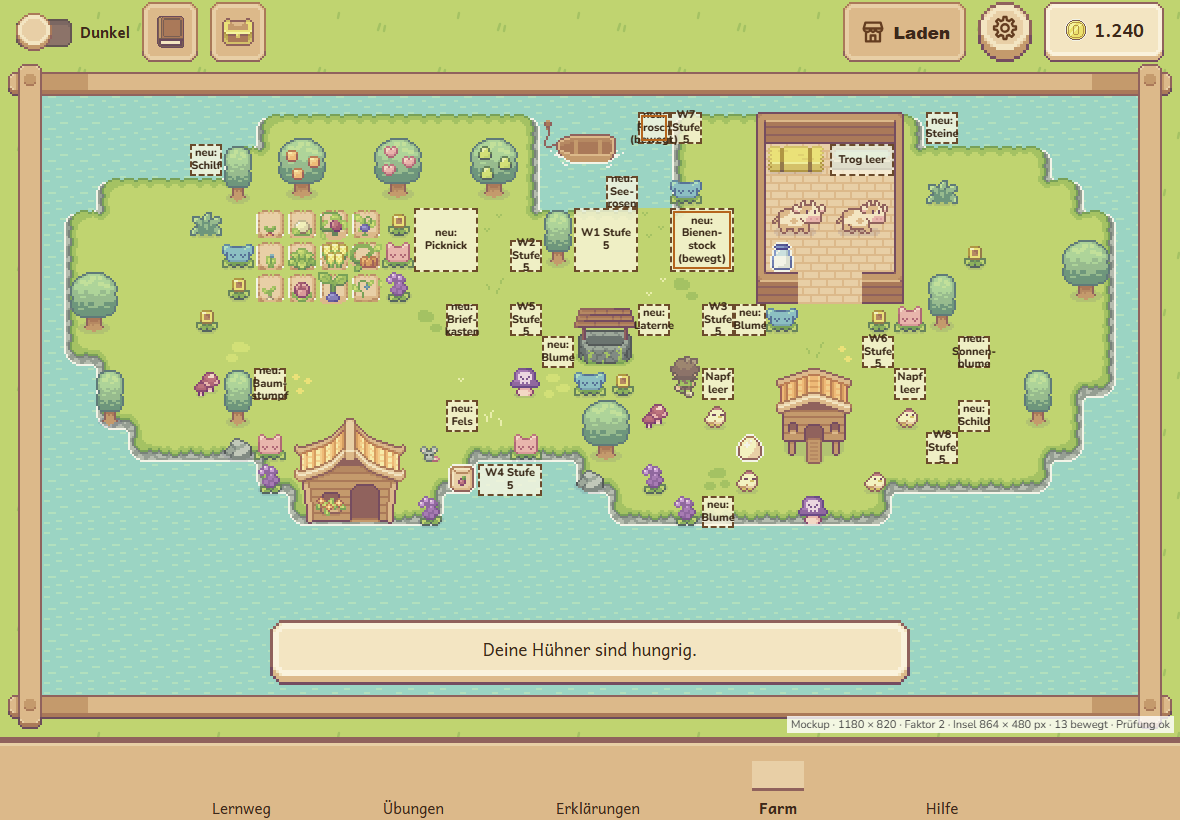 Dunkel
Laden
1.240
neu:
Schilf
neu:
frosch
(bewegt)
W7
Stufe
5
neu:
Steine
Trog leer
neu:
See-
rosen
neu:
Picknick
W2
Stufe
5
W1 Stufe
5
neu:
Bienen-
stock
(bewegt)
neu:
Brief-
kasten
W5
Stufe
5
neu:
Laterne
W3
Stufe
5
neu:
Blume
neu:
Blume
W6
Stufe
5
neu:
Sonnen-
blume
neu:
Baum-
stumpf
Napf
leer
Napf
leer
neu:
Fels
neu:
Schild
W8
Stufe
5
W4 Stufe
5
neu:
Blume
Deine Hühner sind hungrig.
Mockup · 1180 × 820 · Faktor 2 · Insel 864 × 480 px · 13 bewegt · Prüfung ok
Lernweg
Übungen
Erklärungen
Farm
Hilfe